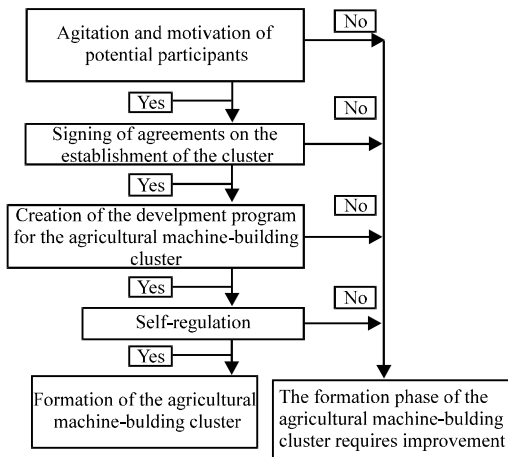 Agitation and motivation of
potential participants
No
Yes
No
Signing of agreements on the
establishment of the cluster
Yes
No
Creation of the develpment program
for the agricultural machine-building
cluster
Yes
No
Self-regulation
Yes
Formation of the agricultural
machine-bulding cluster
The formation phase of the
agricultural machine-bulding
cluster requires improvement